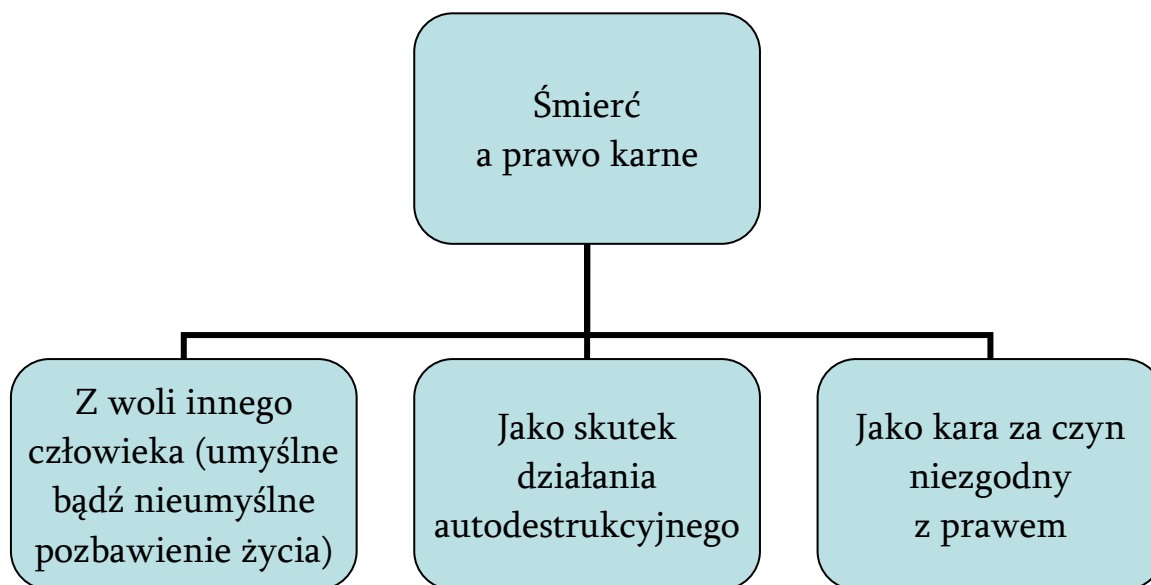 Śmierć
a prawo karne
Z woli innego
człowieka (umyślne
bądź nieumyślne
pozbawienie życia)
Jako skutek
działania
autodestrukcyjnego
Jako kara za czyn
niezgodny
z prawem